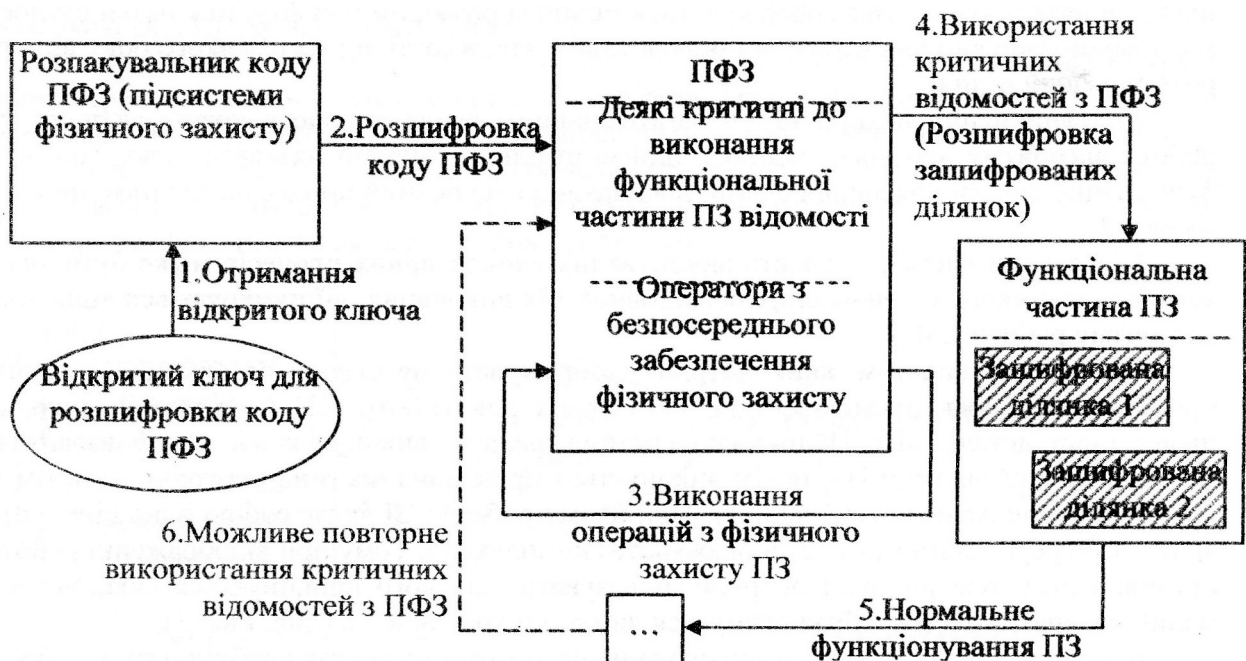 Розпакувальник коду
ПФЗ (підсистеми
фізичного захисту)
2.Розшифровка
коду ПФЗ
1.Отримання
відкритого ключа
Відкритий ключ для
розшифровки коду
ПФЗ
ПФЗ
Деякі критичні до
виконання
функціональної
частини ПЗ відомості
Оператори з
безпосереднього
забезпечення
фізичного захисту
3.Виконання
операцій з фізичного
захисту ПЗ
4.Використання
критичних
відомостей з ПФЗ
(Розшифровка
зашифрованих
ділянок)
Функціональна
частина ПЗ
Зашифрована
ділянка 1
Зашифрована
ділянка 2
5.Нормальне
функціонування ПЗ
...
6.Можливе повторне
використання критичних
відомостей з ПФЗ